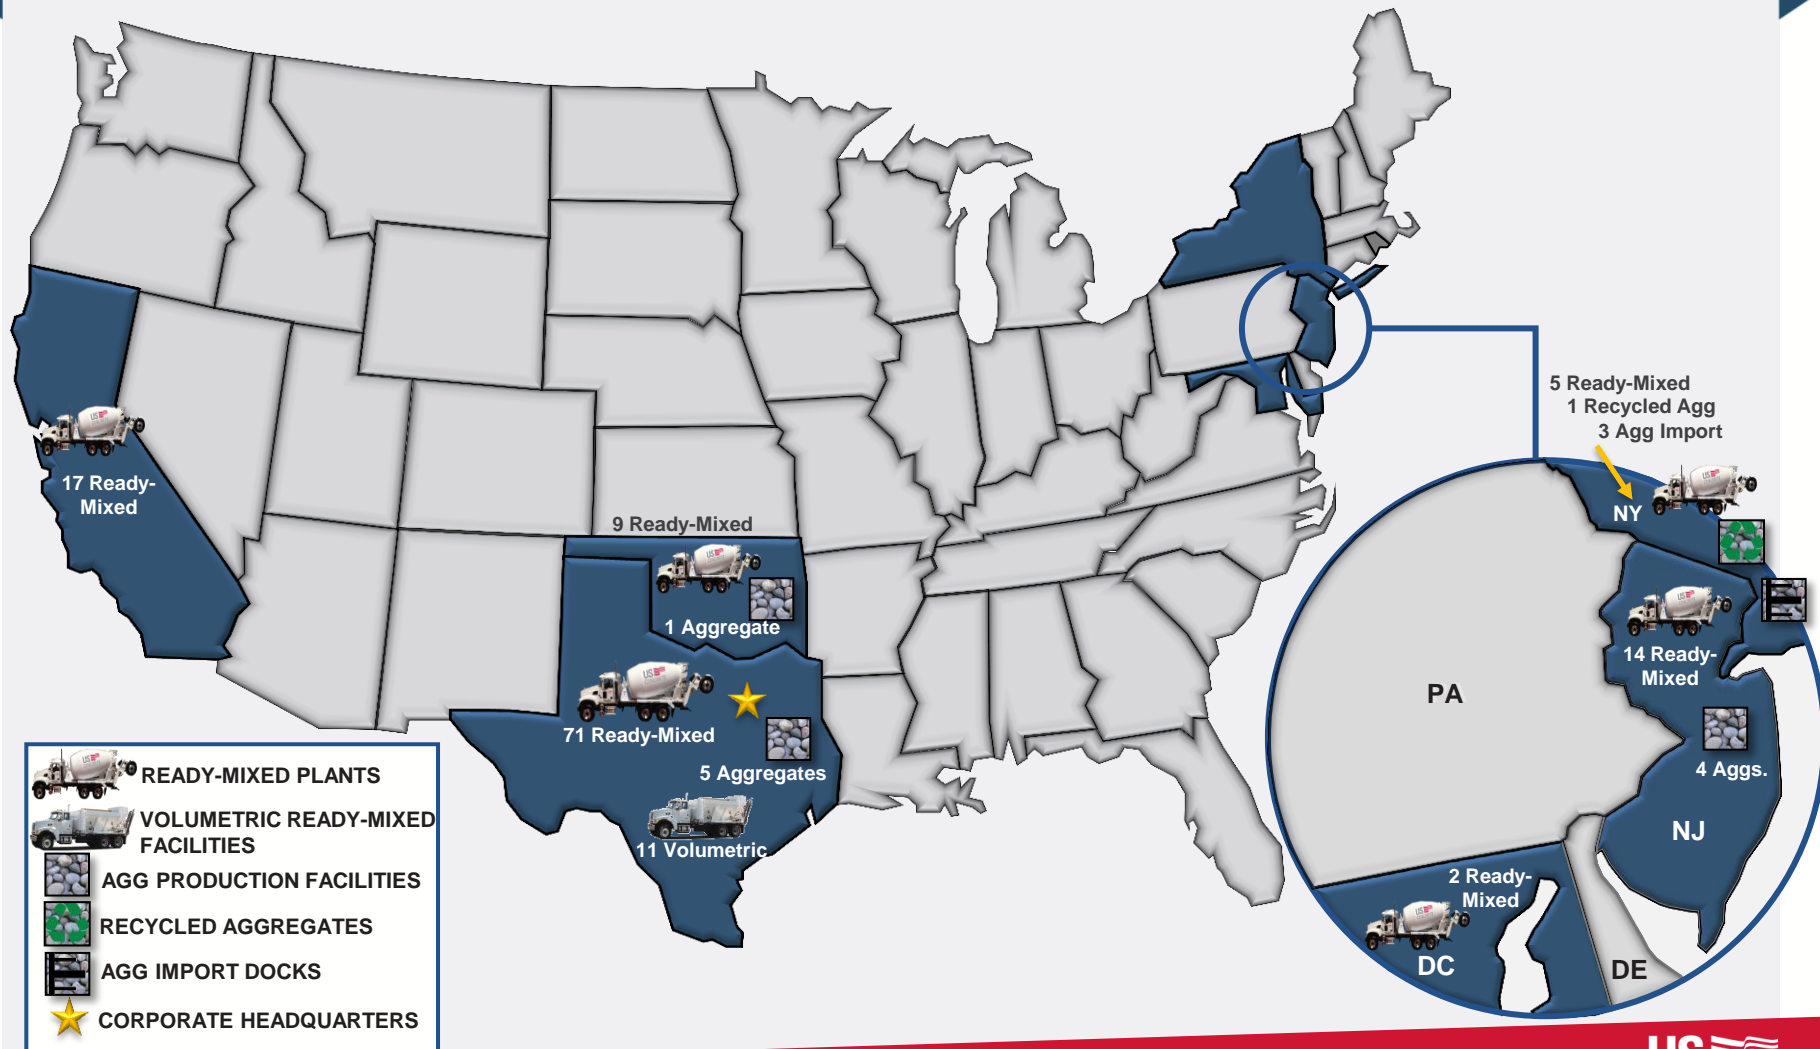 5 Ready-Mixed
1 Recycled Agg
3 Agg Import
17 Ready-
Mixed
9 Ready-Mixed
1 Aggregate
71 Ready-Mixed
5 Aggregates
11 Volumetric
NY
14 Ready-
Mixed
PA
4 Aggs.
NJ
2 Ready-
Mixed
DC
DE
READY-MIXED PLANTS
VOLUMETRIC READY-MIXED
FACILITIES
AGG PRODUCTION FACILITIES
RECYCLED AGGREGATES
AGG IMPORT DOCKS
CORPORATE HEADQUARTERS
US